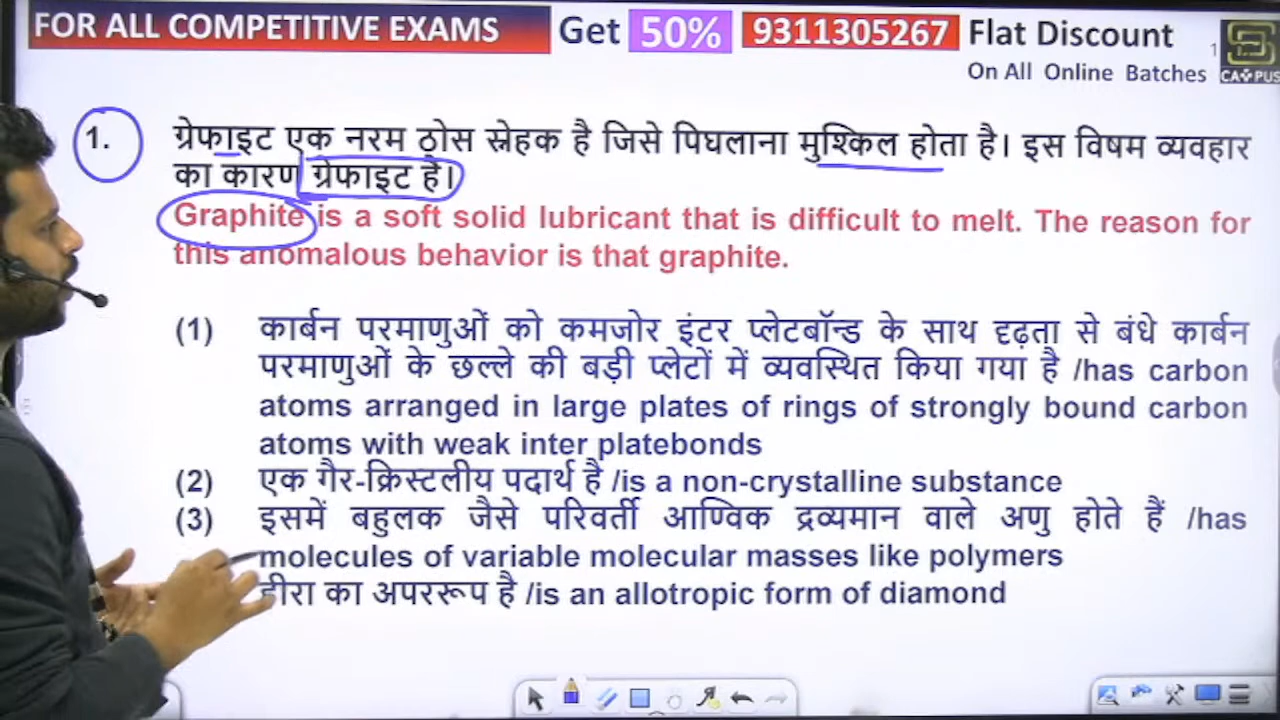 FOR ALL COMPETITIVE EXAMS Get 50% 9311305267 Flat Discount
On All Online Batches
CAMPUS
1. ग्रेफाइट एक नरम ठोस स्नेहक है जिसे पिघलाना मुश्किल होता है। इस विषम व्यवहार
का कारण ग्रेफाइट है।
Graphite is a soft solid lubricant that is difficult to melt. The reason for
this anomalous behavior is that graphite.
(1) कार्बन परमाणुओं को कमजोर इंटर प्लेटबॉन्ड के साथ दृढ़ता से बंधे कार्बन
परमाणुओं के छल्ले की बड़ी प्लेटों में व्यवस्थित किया गया है /has carbon
atoms arranged in large plates of rings of strongly bound carbon
atoms with weak inter platebonds
(2) एक गैर-क्रिस्टलीय पदार्थ है /is a non-crystalline substance
(3) इसमें बहुलक जैसे परिवर्ती आण्विक द्रव्यमान वाले अणु होते हैं /has
molecules of variable molecular masses like polymers
हीरा का अपररूप है /is an allotropic form of diamond